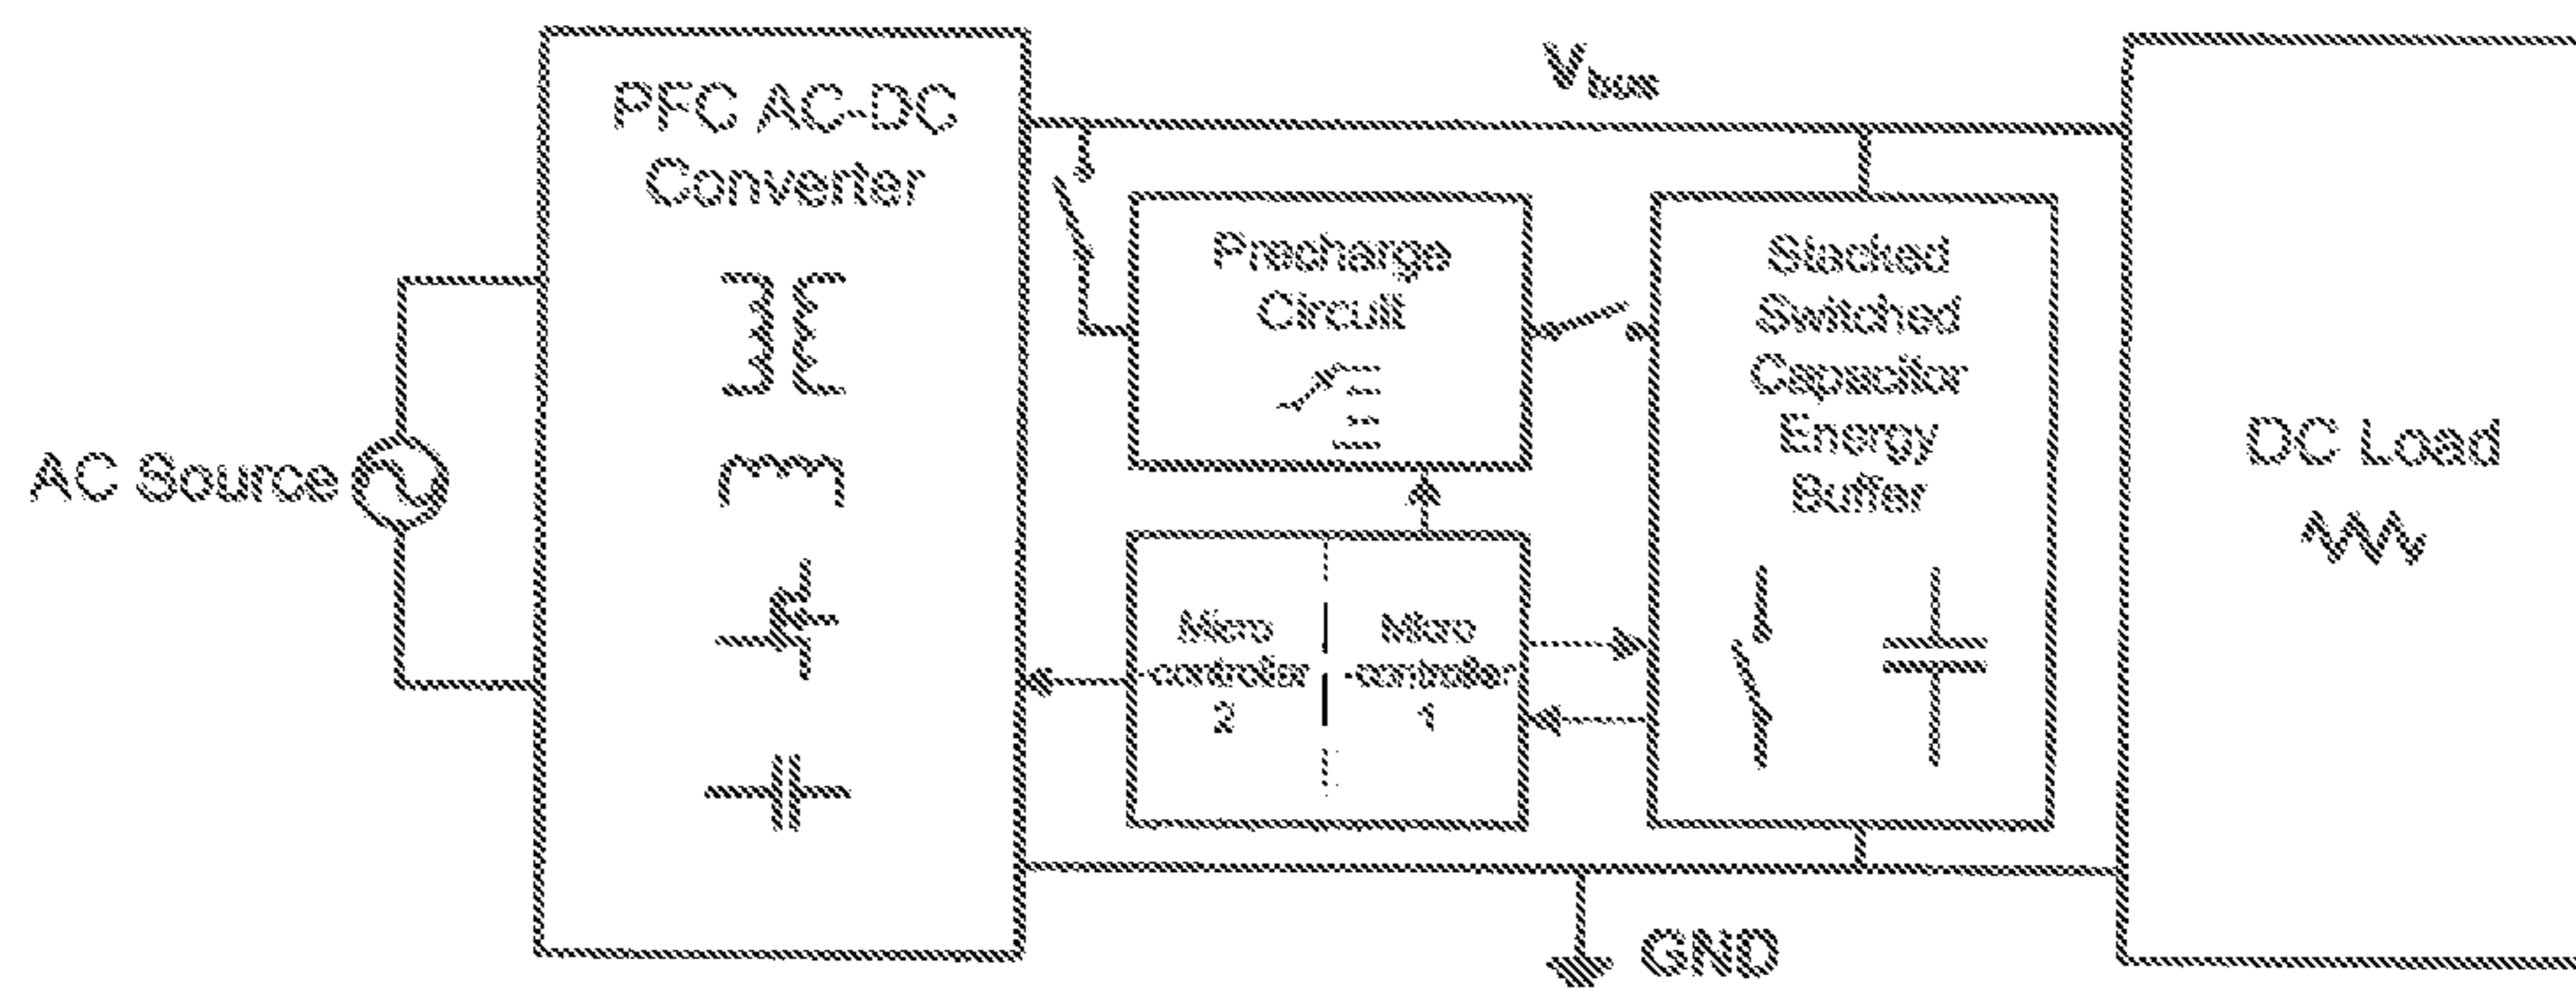 PFC AC-DC
Converter
V bus
Precharge
Circuit
Stacked
Switched
Capacitor
Energy
Buffer
AC Source
DC Load
Micro
-controller
2
Micro
-controller
1
GND